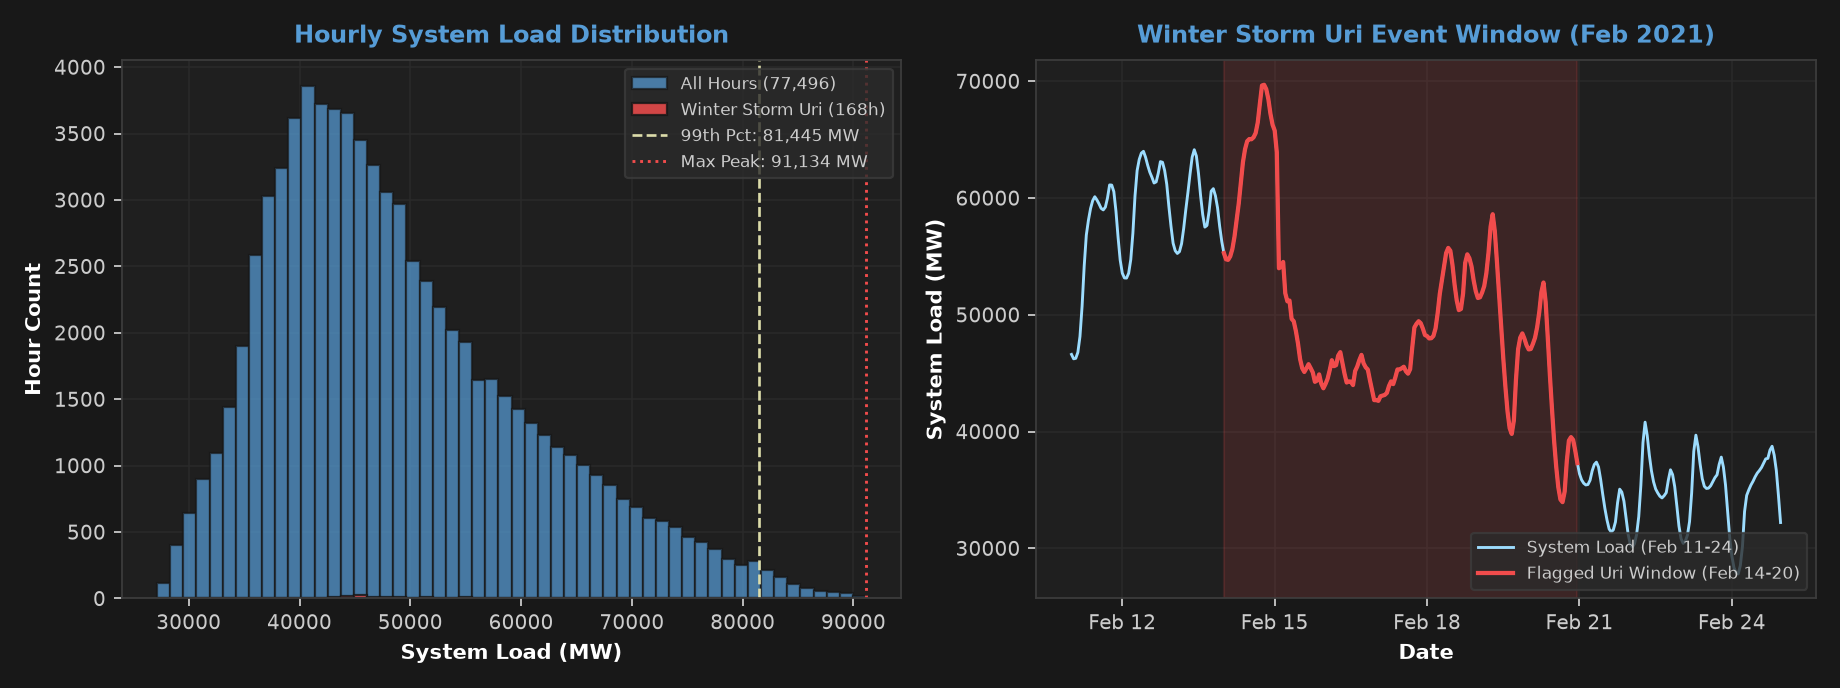 Hourly System Load Distribution
4000
3500
3000
2500
2000
1500
1000
500
0
Hour Count
All Hours (77,496)
Winter Storm Uri (168h)
99th Pct: 81,445 MW
Max Peak: 91,134 MW
30000 40000 50000 60000 70000 80000 90000
System Load (MW)
Winter Storm Uri Event Window (Feb 2021)
70000
60000
50000
40000
30000
System Load (MW)
System Load (Feb 11-24)
Flagged Uri Window (Feb 14-20)
Feb 12 Feb 15 Feb 18 Feb 21 Feb 24
Date